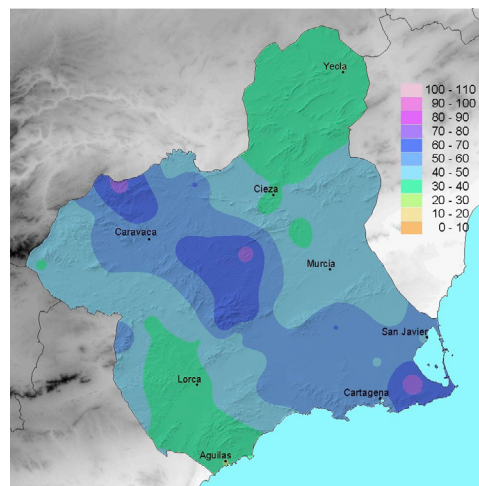 Yecla
100 - 110
90 - 100
80 - 90
70 - 80
60 - 70
50 - 60
40 - 50
30 - 40
20 - 30
10 - 20
0 - 10
Cieza
Caravaca
Murcia
San Javier
Lorca
Cartagena
Aguilas